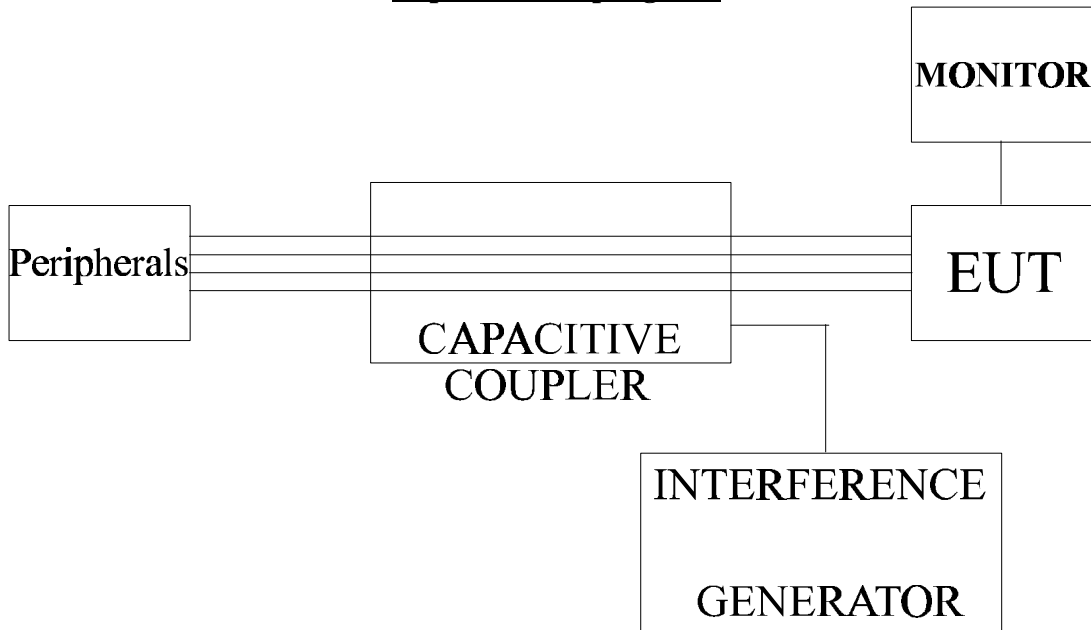 MONITOR
Peripherals
EUT
CAPACITIVE
COUPLER
INTERFERENCE
GENERATOR